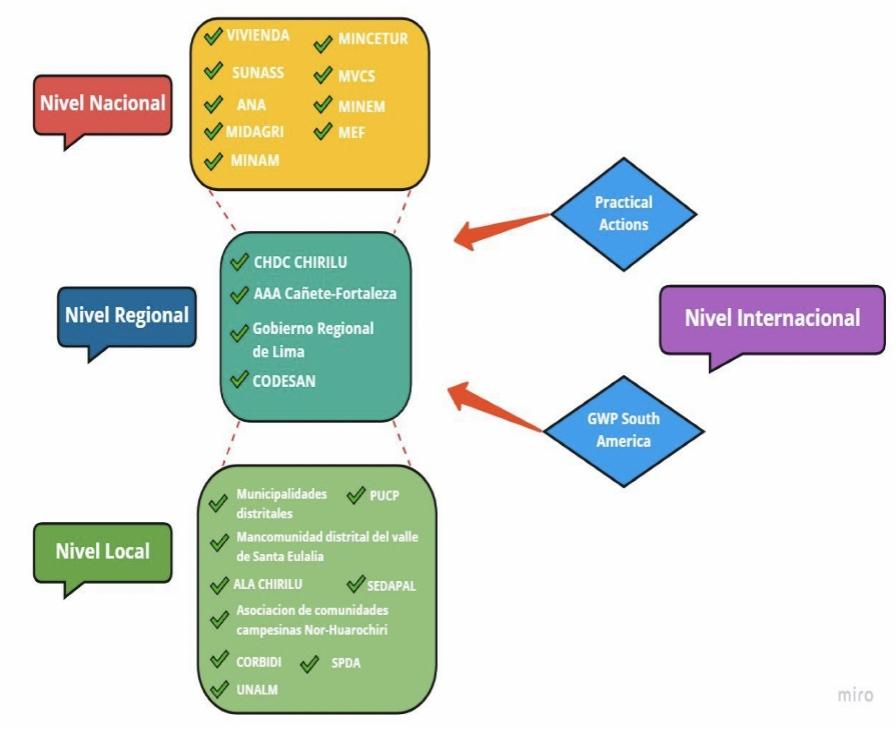 Nivel Nacional
VIVIENDA
MINCETUR
SUNASS
MVCS
ANA
MINEM
MIDAGRI
MEF
MINAM
Practical
Actions
Nivel Regional
CHDC CHIRILU
AAA Cañete-Fortaleza
Gobierno Regional
de Lima
CODESAN
Nivel Internacional
GWP South
America
Nivel Local
Municipalidades
distritales
PUCP
Mancomunidad distrital del valle
de Santa Eulalia
ALA CHIRILU
SEDAPAL
Asociacion de comunidades
campesinas Nor-Huarochiri
CORBIDI
SPDA
UNALM
miro